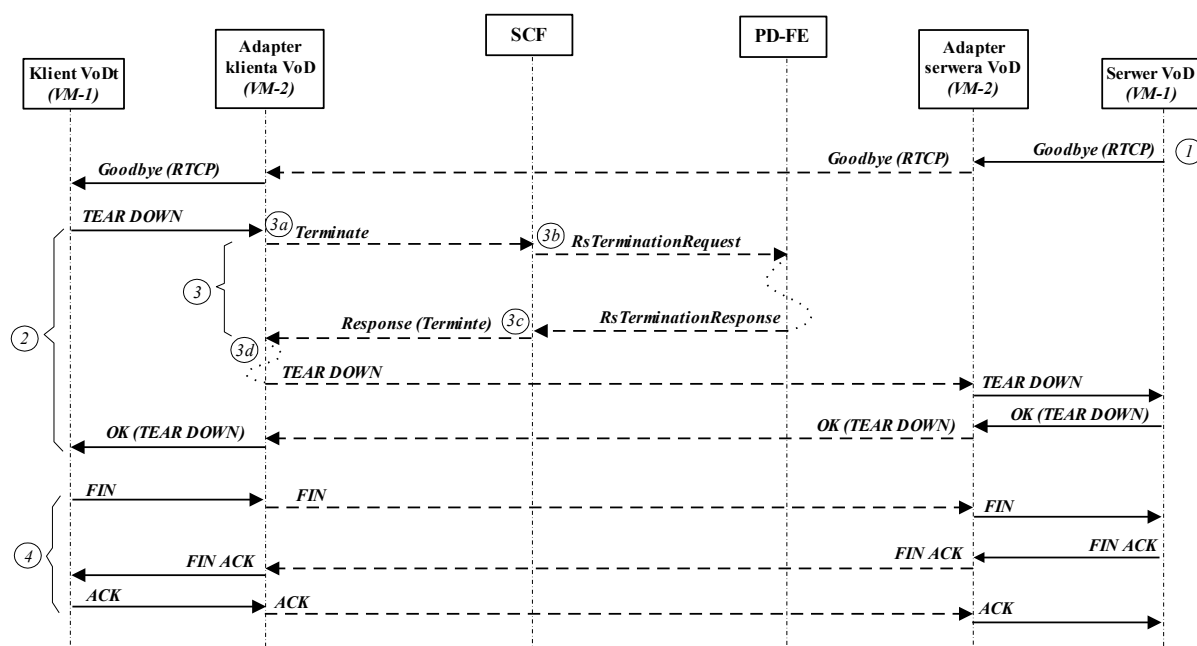 Klient VoDt
(VM-1)
Adapter
klienta VoD
(VM-2)
SCF
PD-FE
Adapter
serwera VoD
(VM-2)
Serwer VoD
(VM-1)
Goodbye (RTCP)
1
Goodbye (RTCP)
Goodbye (RTCP)
2
TEAR DOWN
3
3a
Terminate
3b
RsTerminationRequest
RsTerminationResponse
3c
Response (Terminte)
3d
TEAR DOWN
TEAR DOWN
OK (TEAR DOWN)
OK (TEAR DOWN)
OK (TEAR DOWN)
4
FIN
FIN
FIN
FIN ACK
FIN ACK
FIN ACK
ACK
ACK
ACK